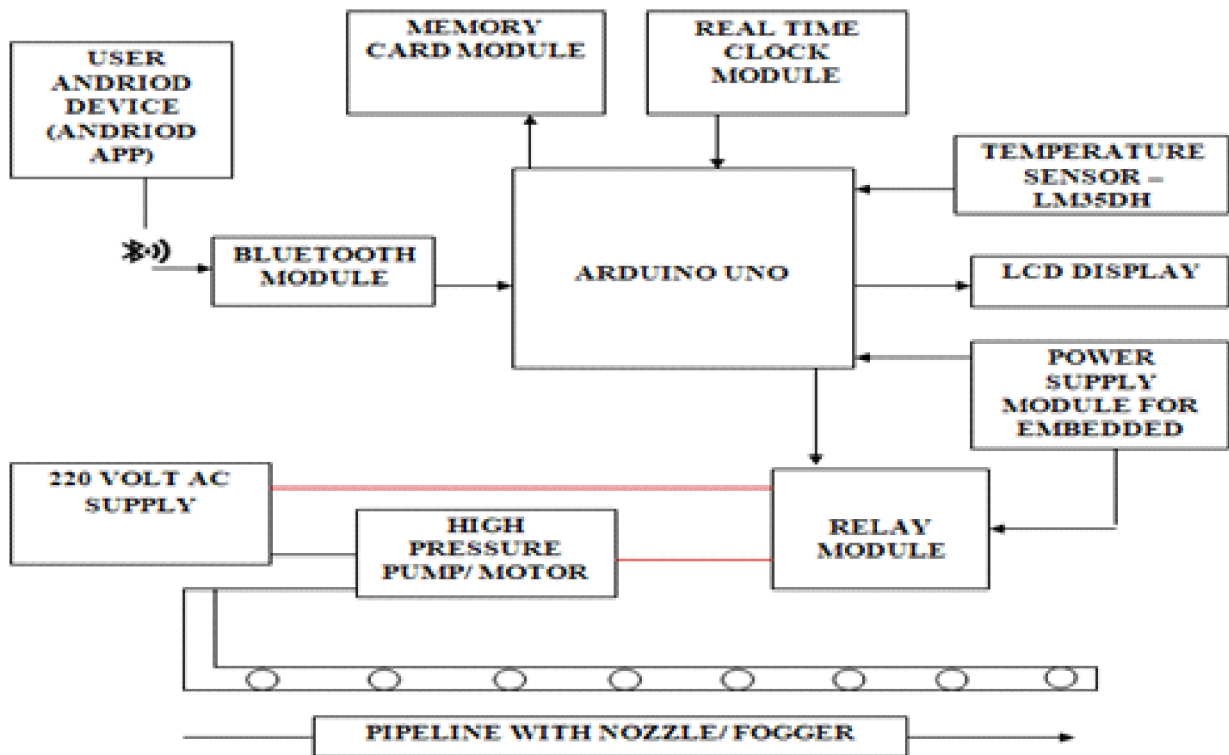 USER
ANDRIOD
DEVICE
(ANDRIOD
APP)
MEMORY
CARD MODULE
REAL TIME
CLOCK
MODULE
TEMPERATURE
SENSOR –
LM35DH
BLUETOOTH
MODULE
ARDUINO UNO
LCD DISPLAY
POWER
SUPPLY
MODULE FOR
EMBEDDED
220 VOLT AC
SUPPLY
HIGH
PRESSURE
PUMP/ MOTOR
RELAY
MODULE
PIPELINE WITH NOZZLE/ FOGGER